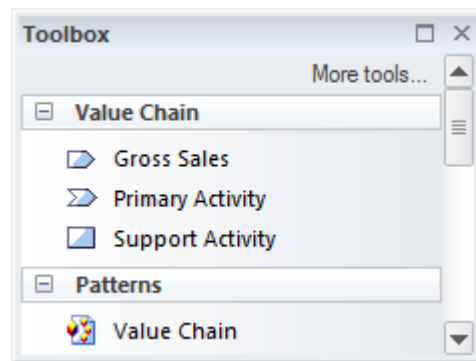 Toolbox
More tools...
Value Chain
Gross Sales
Primary Activity
Support Activity
Patterns
Value Chain